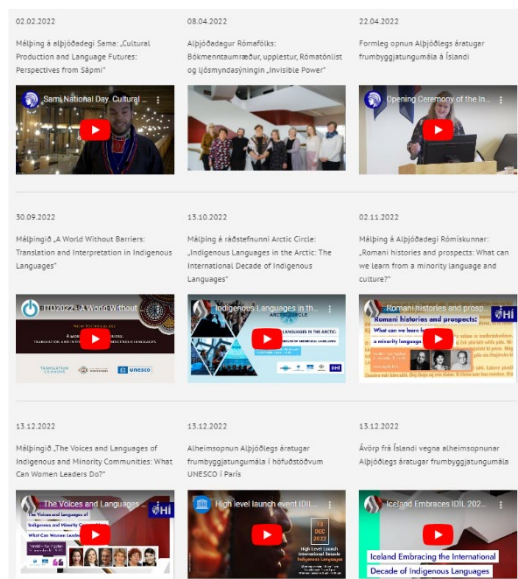 02.02.2022
Málþing á alþjóðadegi Sama: „Cultural
Production and Language Futures:
Perspectives from Sápmi“
Sami National Day. Cultural ...
08.04.2022
Alþjóðadagur Rómafólks:
Bókmenntaumræður, upplestur, Rómatónlist
og ljósmyndasýningin „Invisible Power“
22.04.2022
Formleg opnun Alþjóðlegs áratugar
frumbyggjatungumála á Íslandi
Opening Ceremony of the In...
30.09.2022
Málþingið „A World Without Barriers:
Translation and Interpretation in Indigenous
Languages“
A World Without
unesco
13.10.2022
Málþing á ráðstefnunni Arctic Circle:
„Indigenous Languages in the Arctic: The
International Decade of Indigenous
Languages“
Indigenous Languages in th...
LANGUAGES IN THE ARCTIC
02.11.2022
Málþing á Alþjóðadegi Rómískunnar:
„Romani histories and prospects: What can
we learn from a minority language and
culture?“
Romani histories and prosp...
Romani histories and prospects:
What can we learn
a minority language
HÍ
13.12.2022
Málþingið „The Voices and Languages of
Indigenous and Minority Communities: What
Can Women Leaders Do?“
The Voices and Languages ...
The Voices and Languages of
Indigenous and Minority Communities
What Can Women Leaders
HÍ
13.12.2022
Alheimsopnun Alþjóðlegs áratugar
frumbyggjatungumála í höfuðstöðvum
UNESCO í París
High level launch event IDIL ...
DEC
2022
High Level Launch
International Decade
Indigenous Languages
13.12.2022
Ávörp frá Íslandi vegna alheimsopnunar
Alþjóðlegs áratugar frumbyggjatungumála
Iceland Embraces IDIL 202...
Iceland Embracing the International
Decade of Indigenous Languages